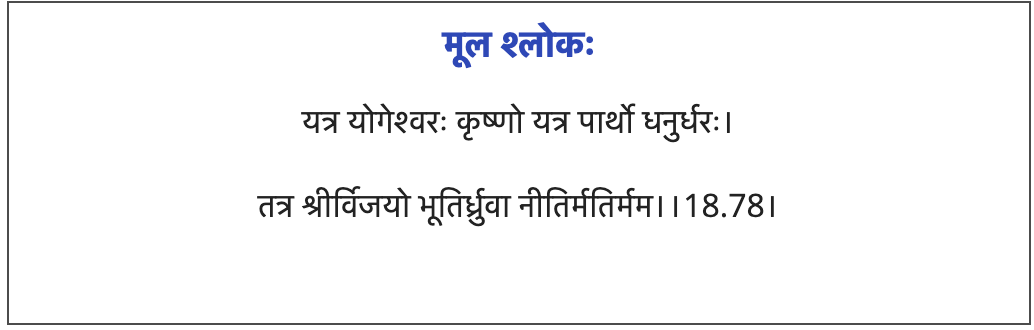 मूल श्लोकः
यत्र योगेश्वरः कृष्णो यत्र पार्थो धनुर्धरः।
तत्र श्रीर्विजयो भूतिर्ध्रुवा नीतिर्मतिर्मम।।18.78।